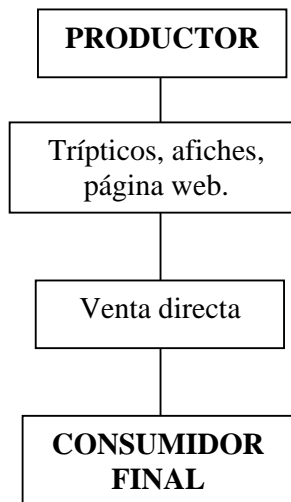 PRODUCTOR
Trípticos, afiches,
página web.
Venta directa
CONSUMIDOR
FINAL